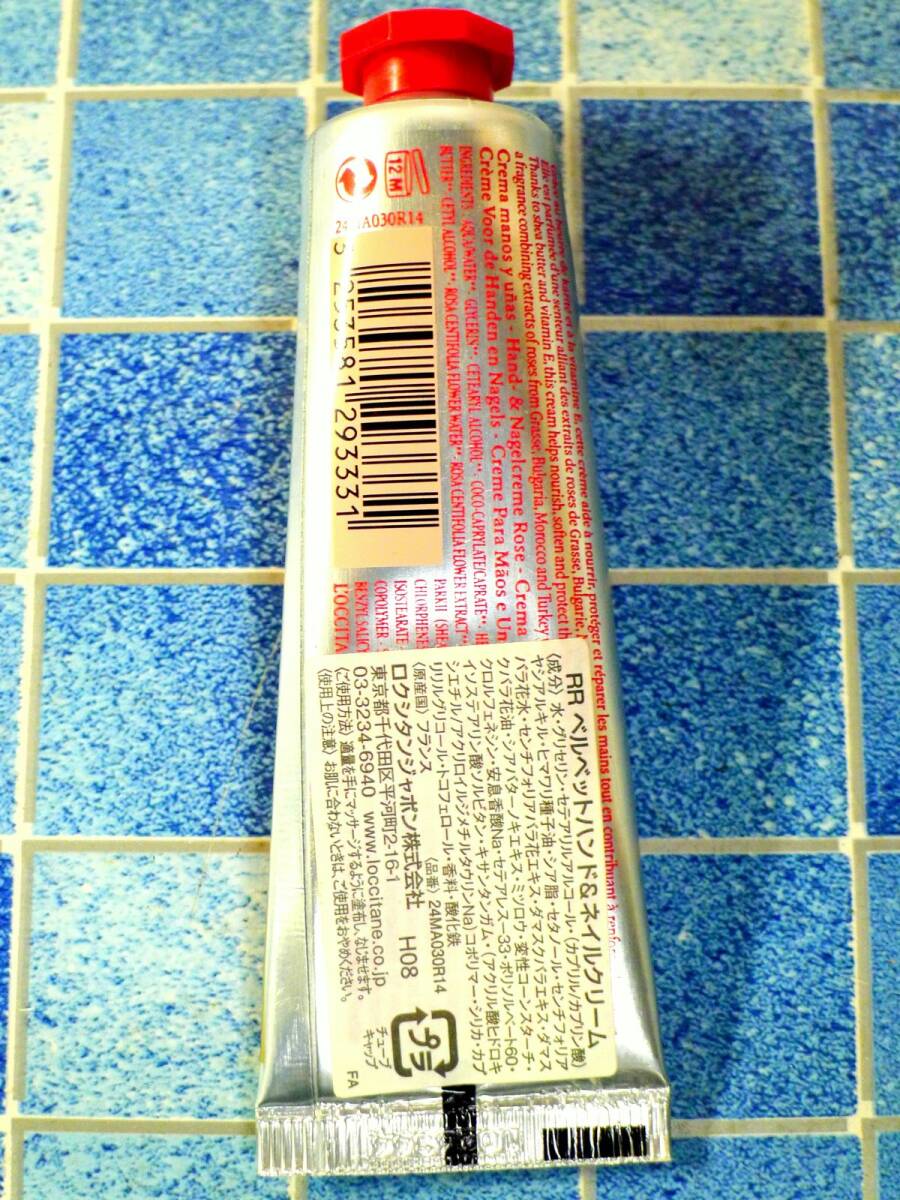 à la vitamine E, cette crème aide à nourrir, protéger et réparer les mains tout en contribuant à
Elle est parfumée d'une senteur alliant des extraits de roses de Grasse, Bulgarie,
Thanks to shea butter and vitamin E, this cream helps nourish, soften and protect
a fragrance combining extracts of roses from Grasse, Bulgaria, Morocco and Turkey
Crema manos y uñas - Hand- & Nagelcreme Rose - Crema
Crème Voor de Handen en Nagels - Creme Para Mãos e Un
INGREDIENTS: AQUA/WATER** · GLYCERIN** · CETEARYL ALCOHOL** · COCO-CAPRYLATE/CAPRATE**
BUTTER** · CETYL ALCOHOL** · ROSA CENTIFOLIA FLOWER WATER** · ROSA CENTIFOLIA FLOWER EXTRACT**
PARKII (SHEA
CHLORPHENE
ISOSTEARATE
COPOLYMER
BENZYL SALIC
L'OCCITA
12 M
24MA030R14
3 253581 293331
RR ベルベットハンド&ネイルクリーム
〈成分〉水・グリセリン・セテアリルアルコール・(カプリル/カプリン酸)
ヤシアルキル・ヒマワリ種子油・シア脂・セタノール・センチフォリア
バラ花水・センチフォリアバラ花エキス・ダマスクバラエキス・ダマス
クバラ花油・シアバターノキエキス・ミツロウ・変性コーンスターチ・
クロルフェネシン・安息香酸Na・セテアレス-33・ポリソルベート60・
イソステアリン酸ソルビタン・キサンタンガム・(アクリル酸ヒドロキ
シエチル/アクリロイルジメチルタウリンNa)コポリマー・シリカ・カプ
リリルグリコール・トコフェロール・香料・酸化鉄
〈原産国〉フランス 〈品番〉24MA030R14
ロクシタンジャポン株式会社 H08
東京都千代田区平河町2-16-1
03-3234-6940 www.loccitane.co.jp
〈ご使用方法〉適量を手にマッサージするように塗布し、なじませます。
〈使用上の注意〉お肌に合わないときは、ご使用をおやめください。
プラ
チューブ
キャップ
FA